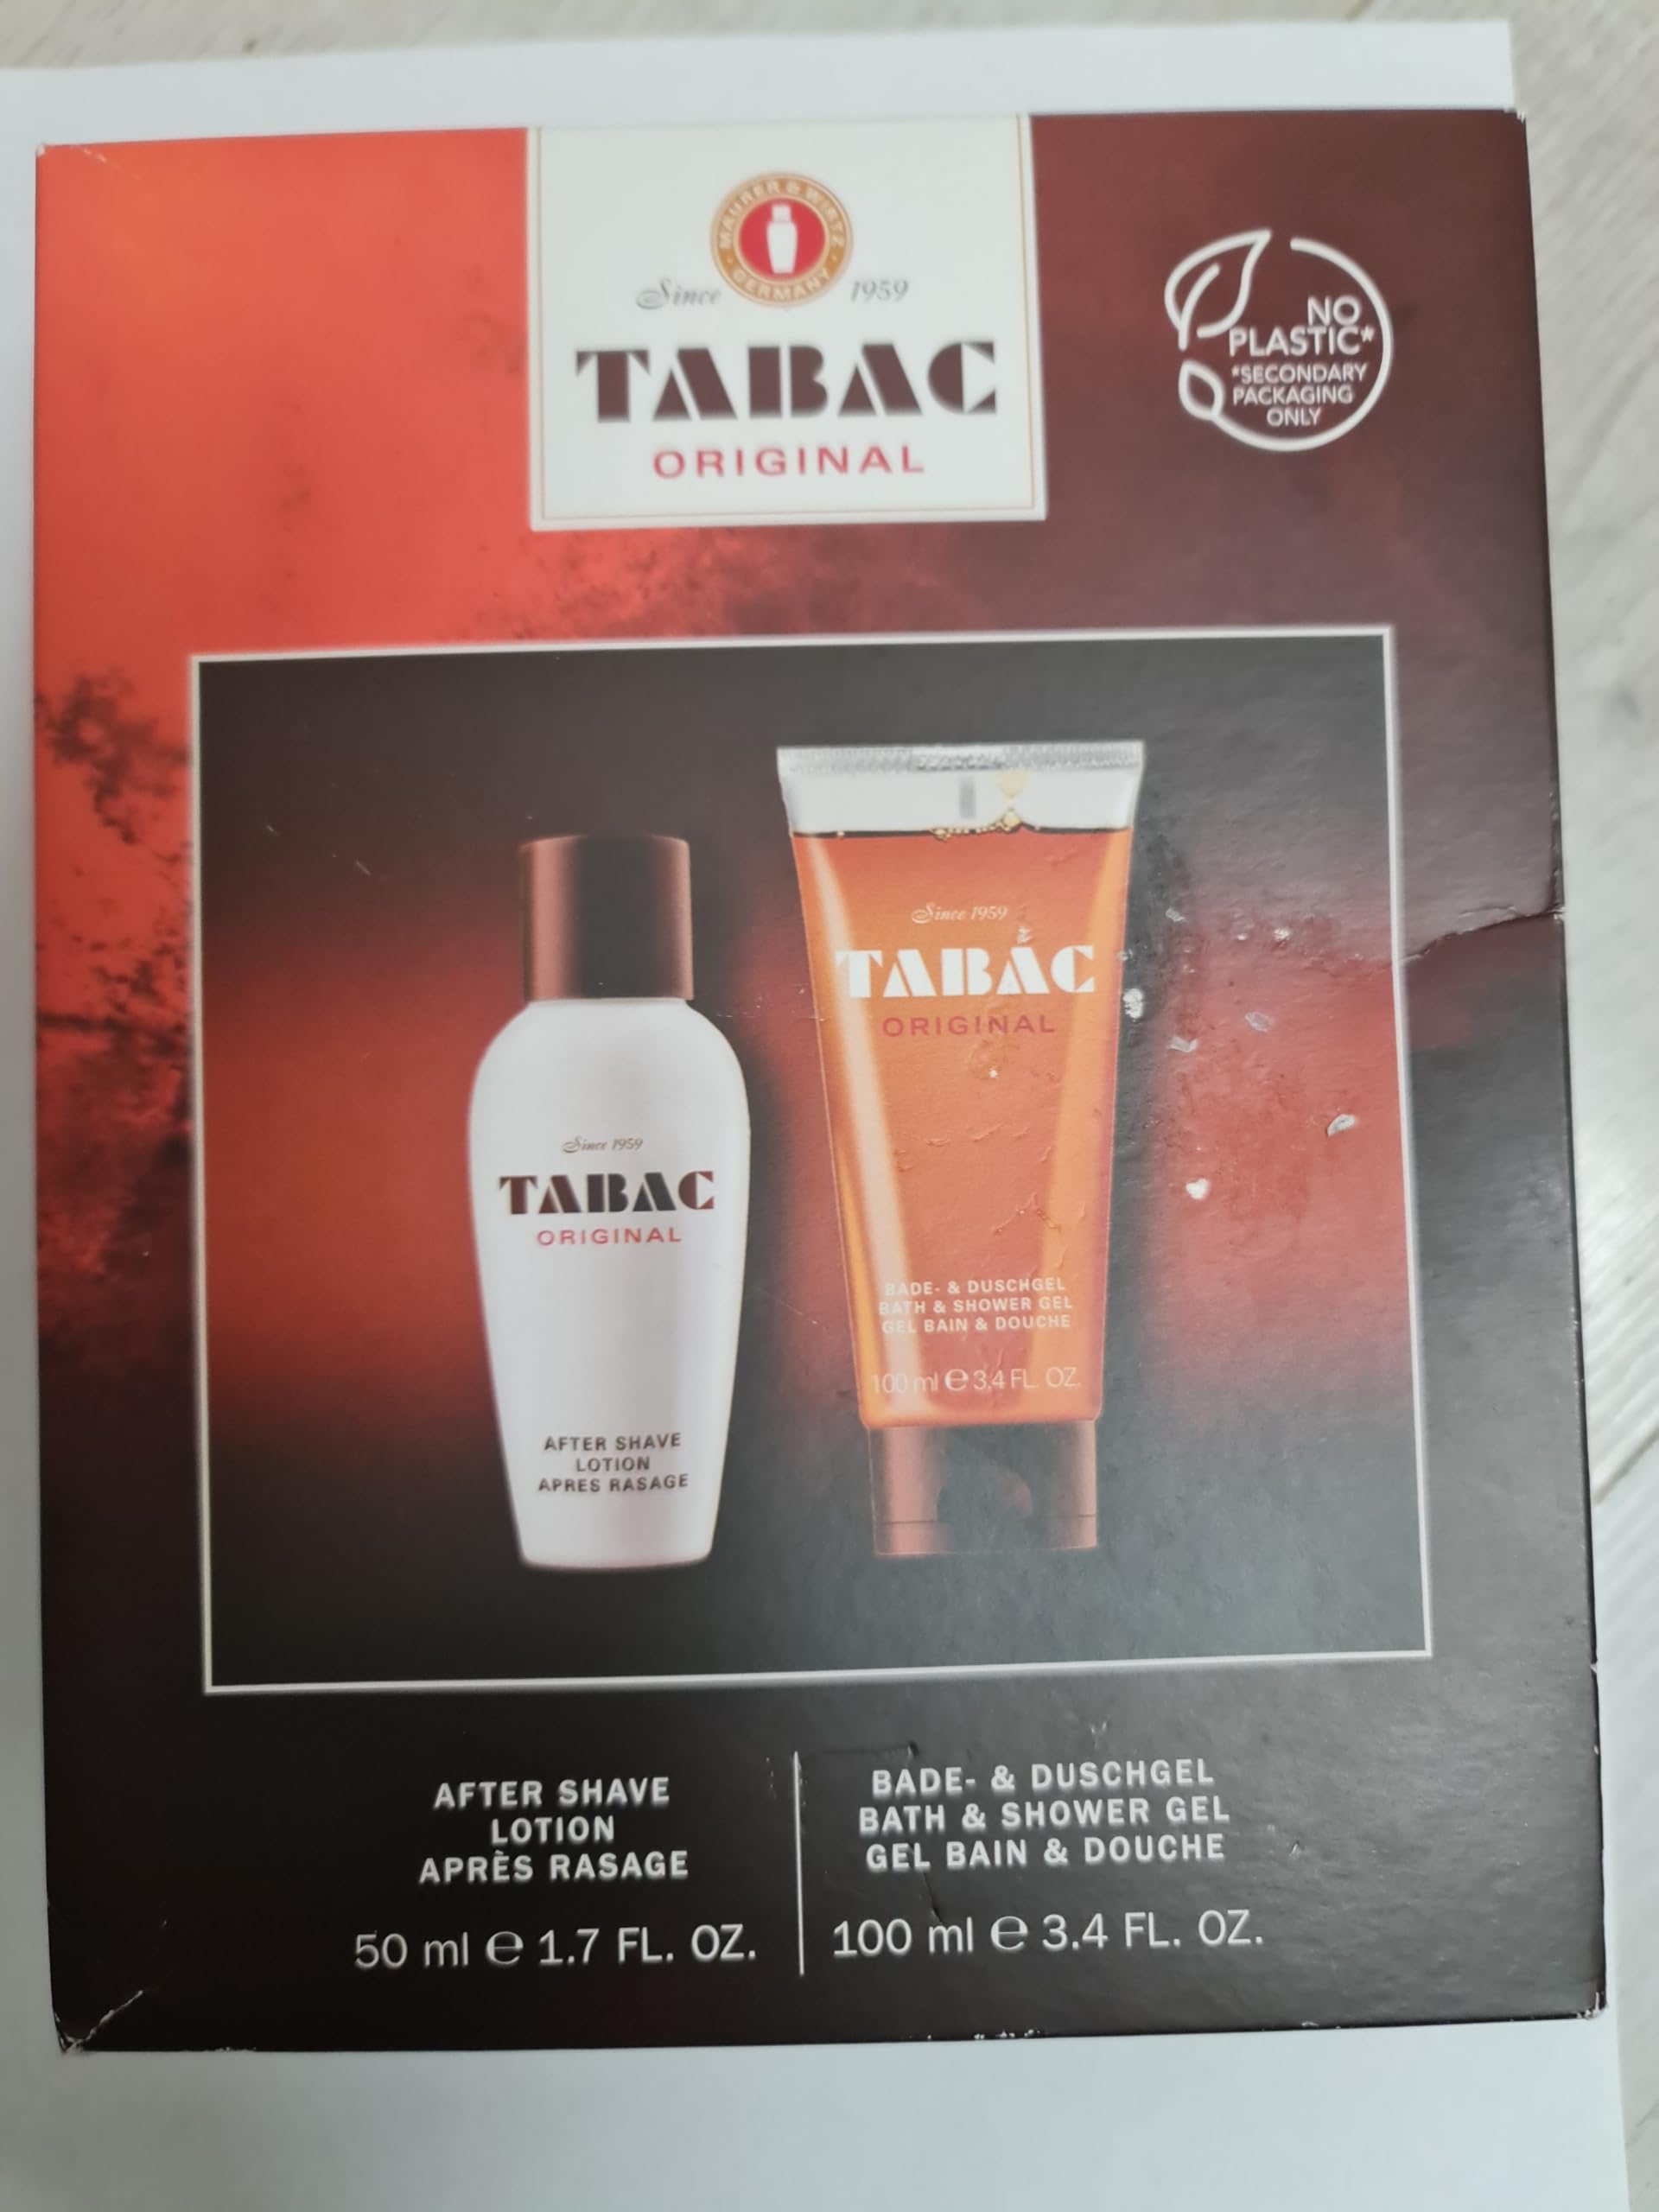 MAURER & WIRTZ
GERMANY
Since 1959
TABAC
ORIGINAL
NO
PLASTIC*
*SECONDARY
PACKAGING
ONLY
Since 1959
TABAC
ORIGINAL
AFTER SHAVE
LOTION
APRES RASAGE
Since 1959
TABAC
ORIGINAL
BADE- & DUSCHGEL
BATH & SHOWER GEL
GEL BAIN & DOUCHE
100 ml e 3.4 FL. OZ.
AFTER SHAVE
LOTION
APRÈS RASAGE
50 ml e 1.7 FL. OZ.
BADE- & DUSCHGEL
BATH & SHOWER GEL
GEL BAIN & DOUCHE
100 ml e 3.4 FL. OZ.